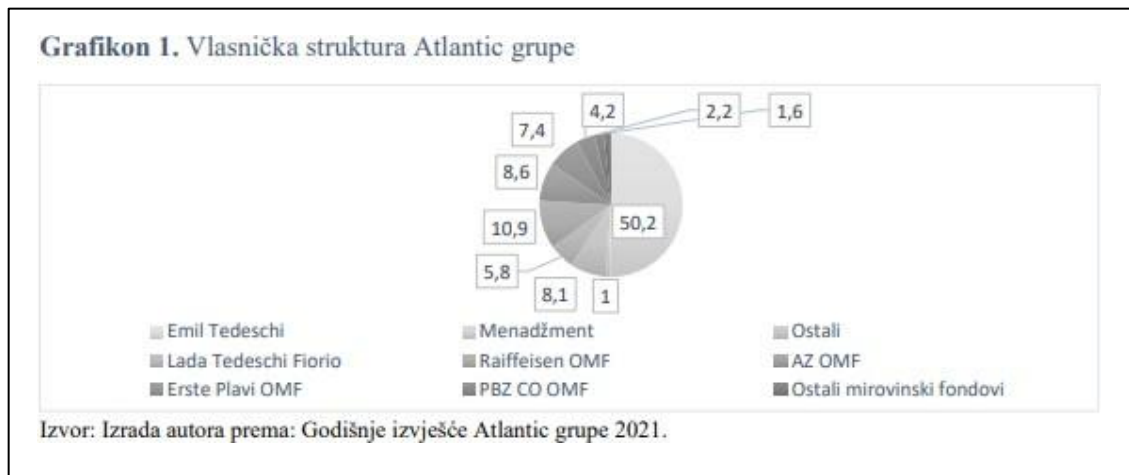 Grafikon 1. Vlasnička struktura Atlantic grupe
4,2
2,2
1,6
7,4
8,6
50,2
10,9
5,8
8,1
1
Emil Tedeschi
Menadžment
Ostali
Lada Tedeschi Fiorio
Raiffeisen OMF
AZ OMF
Erste Plavi OMF
PBZ CO OMF
Ostali mirovinski fondovi
Izvor: Izrada autora prema: Godišnje izvješće Atlantic grupe 2021.